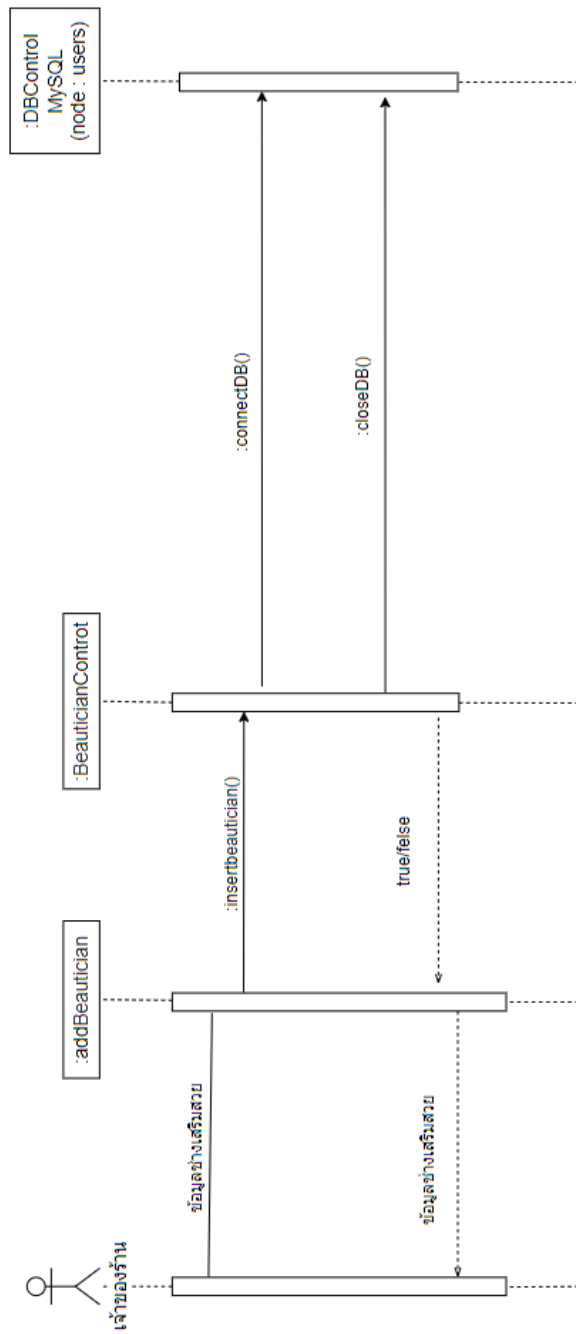 เจ้าของร้าน
:addBeautician
:BeauticianControt
:DBControl
MySQL
(node : users)
ข้อมูลช่างเสริมสวย
:insertbeautician()
:connectDB()
:closeDB()
true/felse
ข้อมูลช่างเสริมสวย